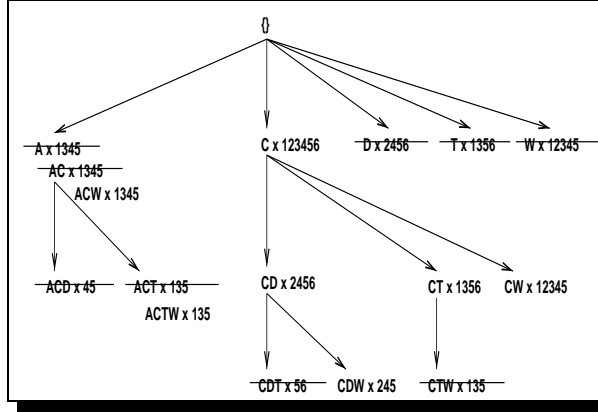 {}
A x 1345
C x 123456
D x 2456
T x 1356
W x 12345
AC x 1345
ACW x 1345
ACD x 45
ACT x 135
CD x 2456
CT x 1356
CW x 12345
ACTW x 135
CDT x 56
CDW x 245
CTW x 135